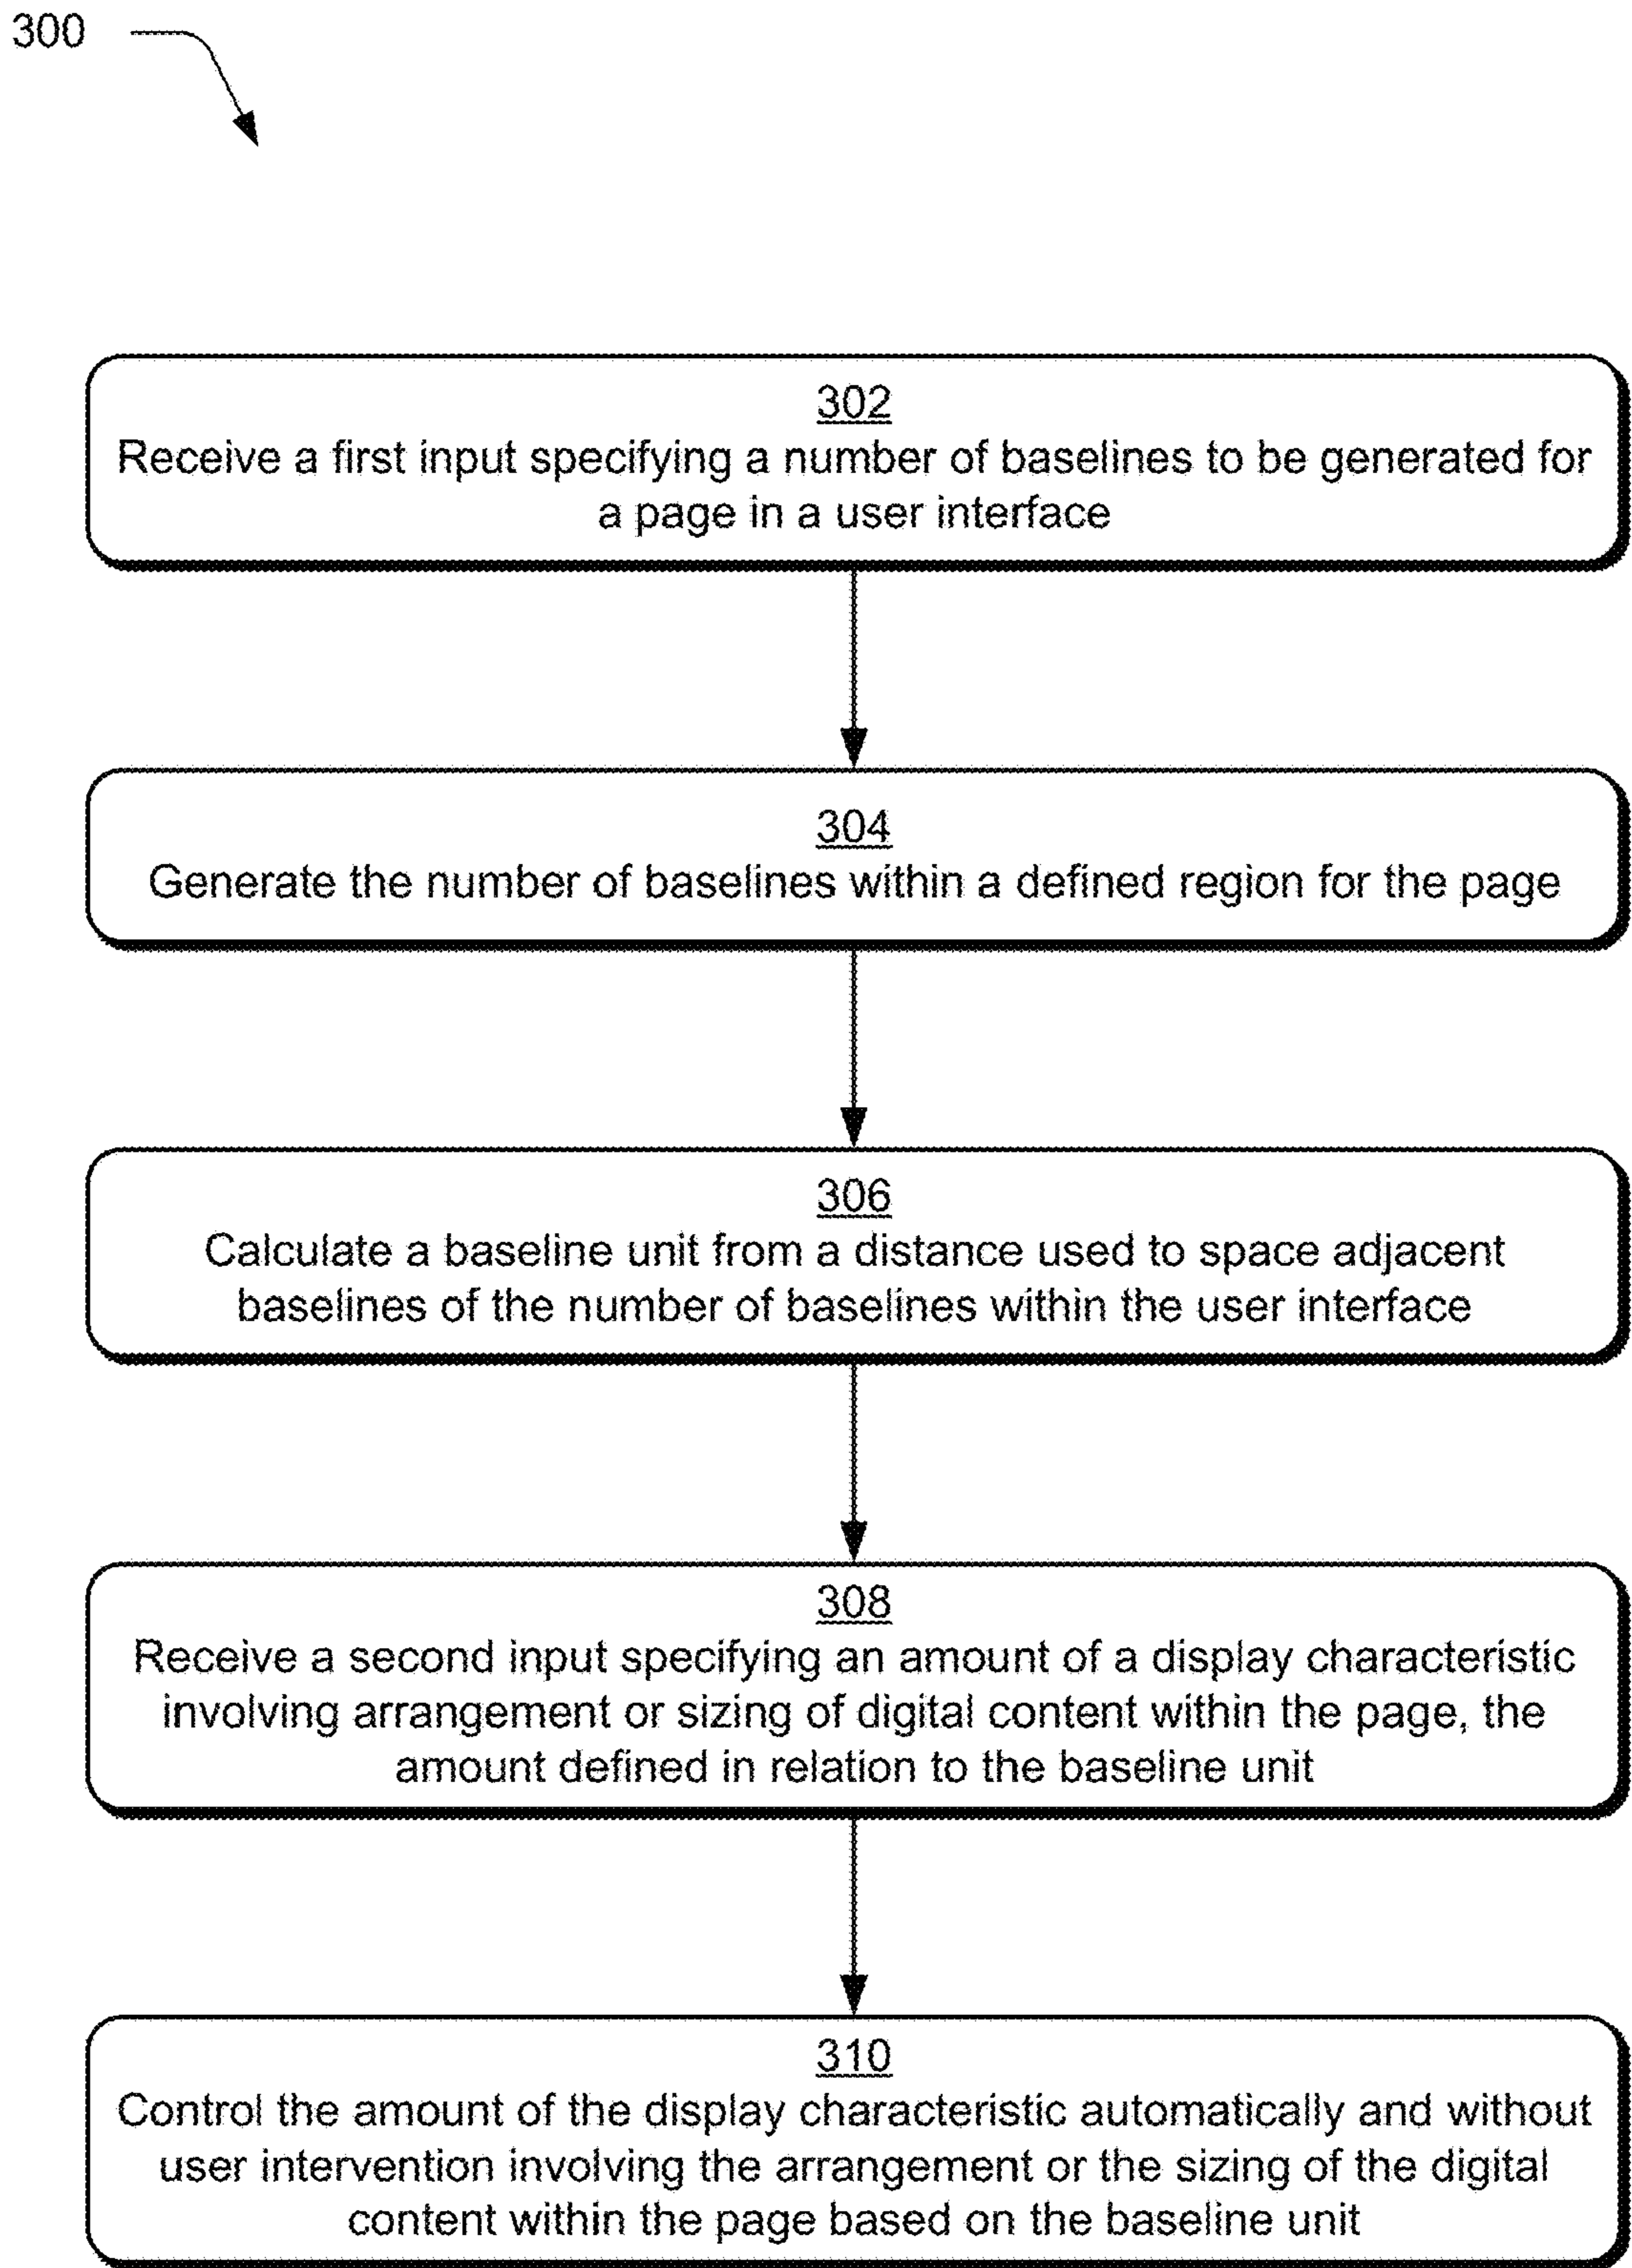 300
302
Receive a first input specifying a number of baselines to be generated for
a page in a user interface
304
Generate the number of baselines within a defined region for the page
306
Calculate a baseline unit from a distance used to space adjacent
baselines of the number of baselines within the user interface
308
Receive a second input specifying an amount of a display characteristic
involving arrangement or sizing of digital content within the page, the
amount defined in relation to the baseline unit
310
Control the amount of the display characteristic automatically and without
user intervention involving the arrangement or the sizing of the digital
content within the page based on the baseline unit